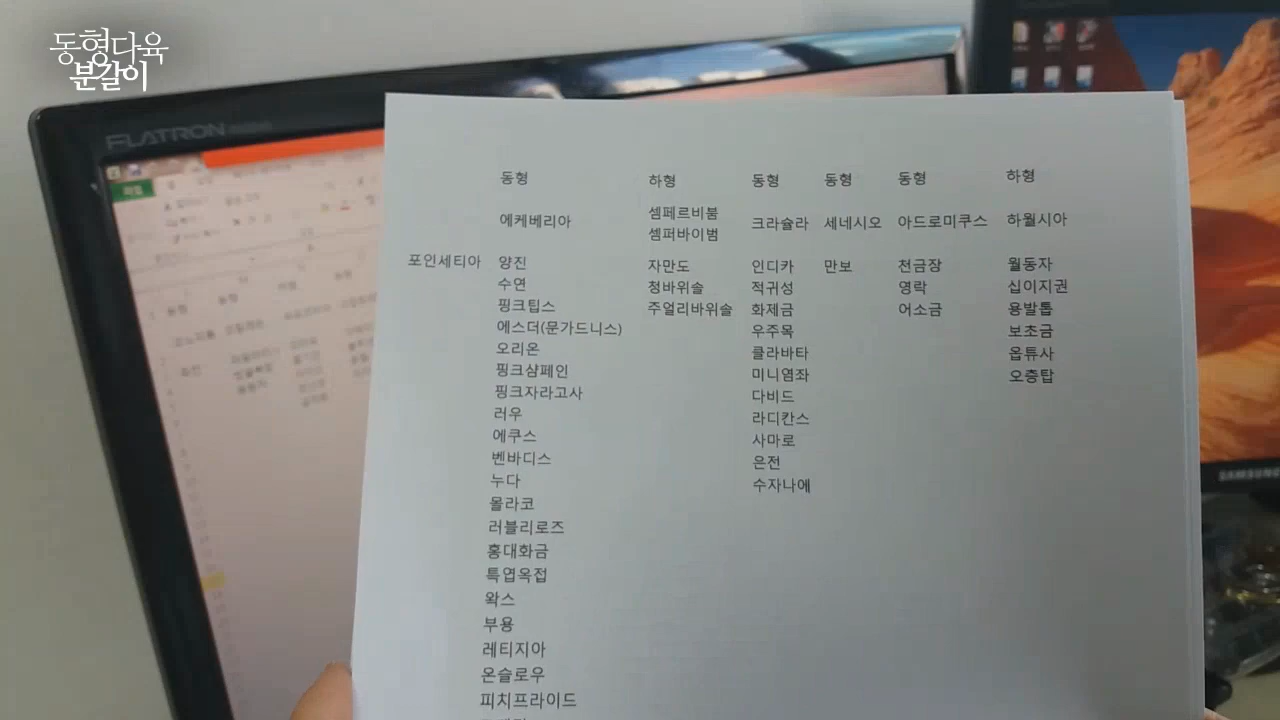 동형다육
분갈이
FLATRON
동형 하형 동형 동형 동형 하형
에케베리아 셈페르비붐 크라슐라 세네시오 아드로미쿠스 하월시아
셈퍼바이범
포인세티아 양진 자만도 인디카 만보 천금장 월동자
수연 청바위솔 적귀성 영락 십이지권
핑크팁스 주얼리바위솔 화제금 어소금 용발톱
에스더(문가드니스) 우주목 보초금
오리온 클라바타 옵튜사
핑크샴페인 미니염좌 오층탑
핑크자라고사 다비드
러우 라디칸스
에쿠스 사마로
벤바디스 은전
누다 수자나에
몰라코
러블리로즈
홍대화금
특엽옥접
왁스
부용
레티지아
온슬로우
피치프라이드
SAMSUNG